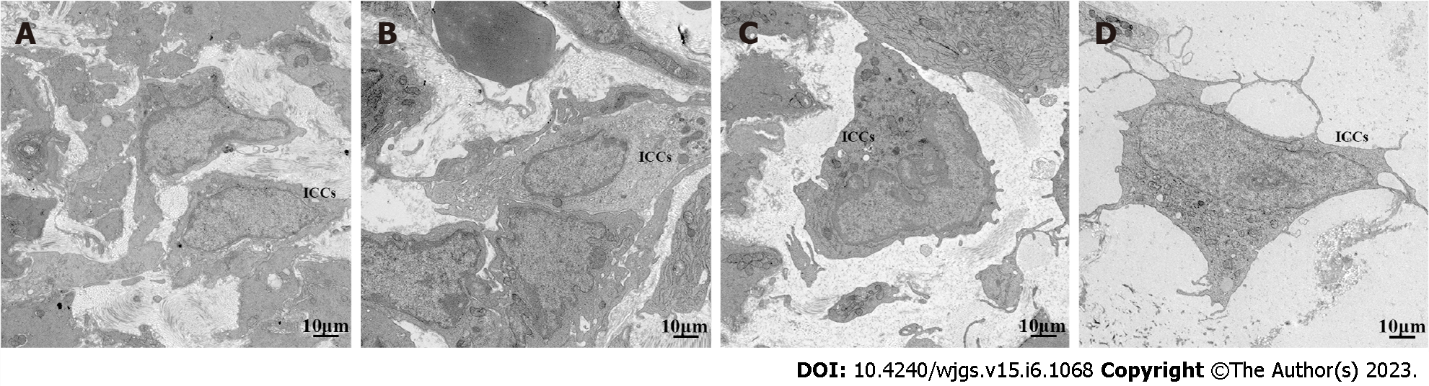 A
B
C
D
ICCs
ICCs
ICCs
ICCs
10μm
10μm
10μm
10μm
DOI: 10.4240/wjgs.v15.i6.1068 Copyright ©The Author(s) 2023.